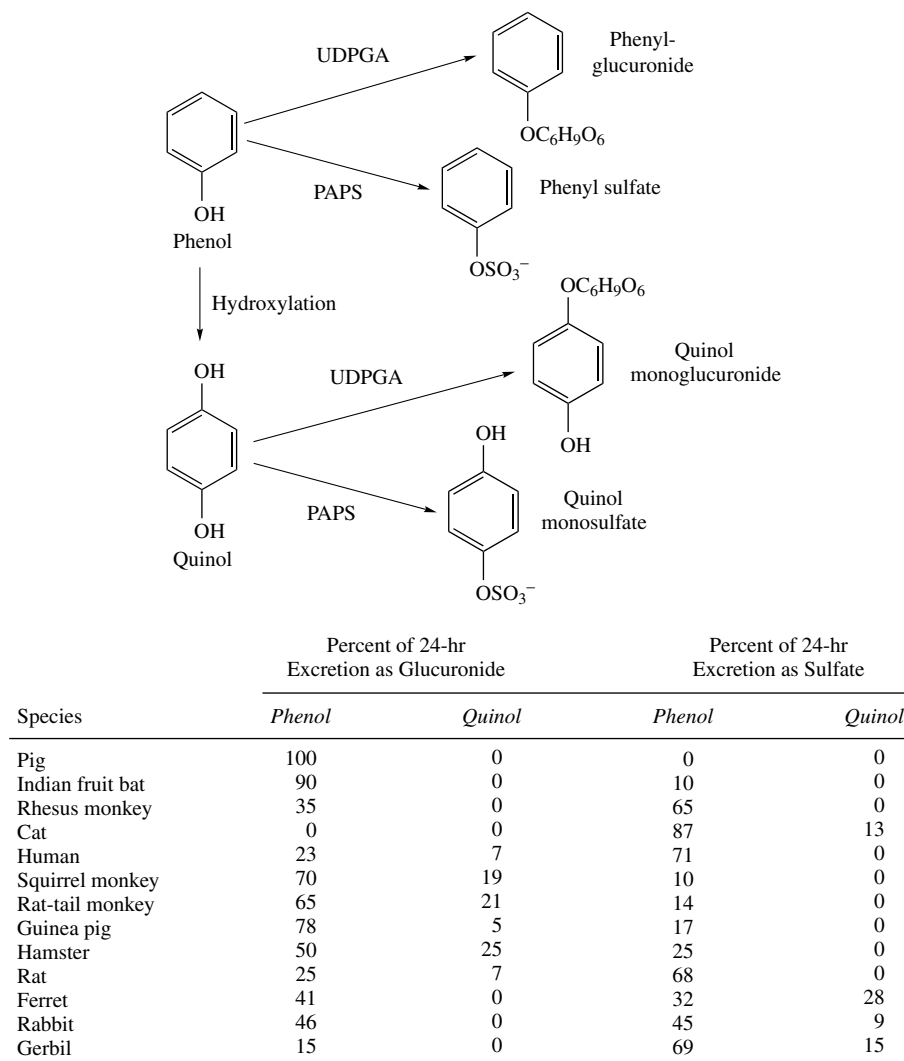 UDPGA
Phenyl-
glucuronide
OC₆H₉O₆
PAPS
Phenyl sulfate
OH
Phenol
OSO₃⁻
OC₆H₉O₆
Hydroxylation
OH
UDPGA
Quinol
monoglucuronide
OH
OH
PAPS
Quinol
monosulfate
OH
Quinol
OSO₃⁻
Percent of 24-hr Percent of 24-hr
Excretion as Glucuronide Excretion as Sulfate
Species Phenol Quinol Phenol Quinol
Pig 100 0 0 0
Indian fruit bat 90 0 10 0
Rhesus monkey 35 0 65 0
Cat 0 0 87 13
Human 23 7 71 0
Squirrel monkey 70 19 10 0
Rat-tail monkey 65 21 14 0
Guinea pig 78 5 17 0
Hamster 50 25 25 0
Rat 25 7 68 0
Ferret 41 0 32 28
Rabbit 46 0 45 9
Gerbil 15 0 69 15